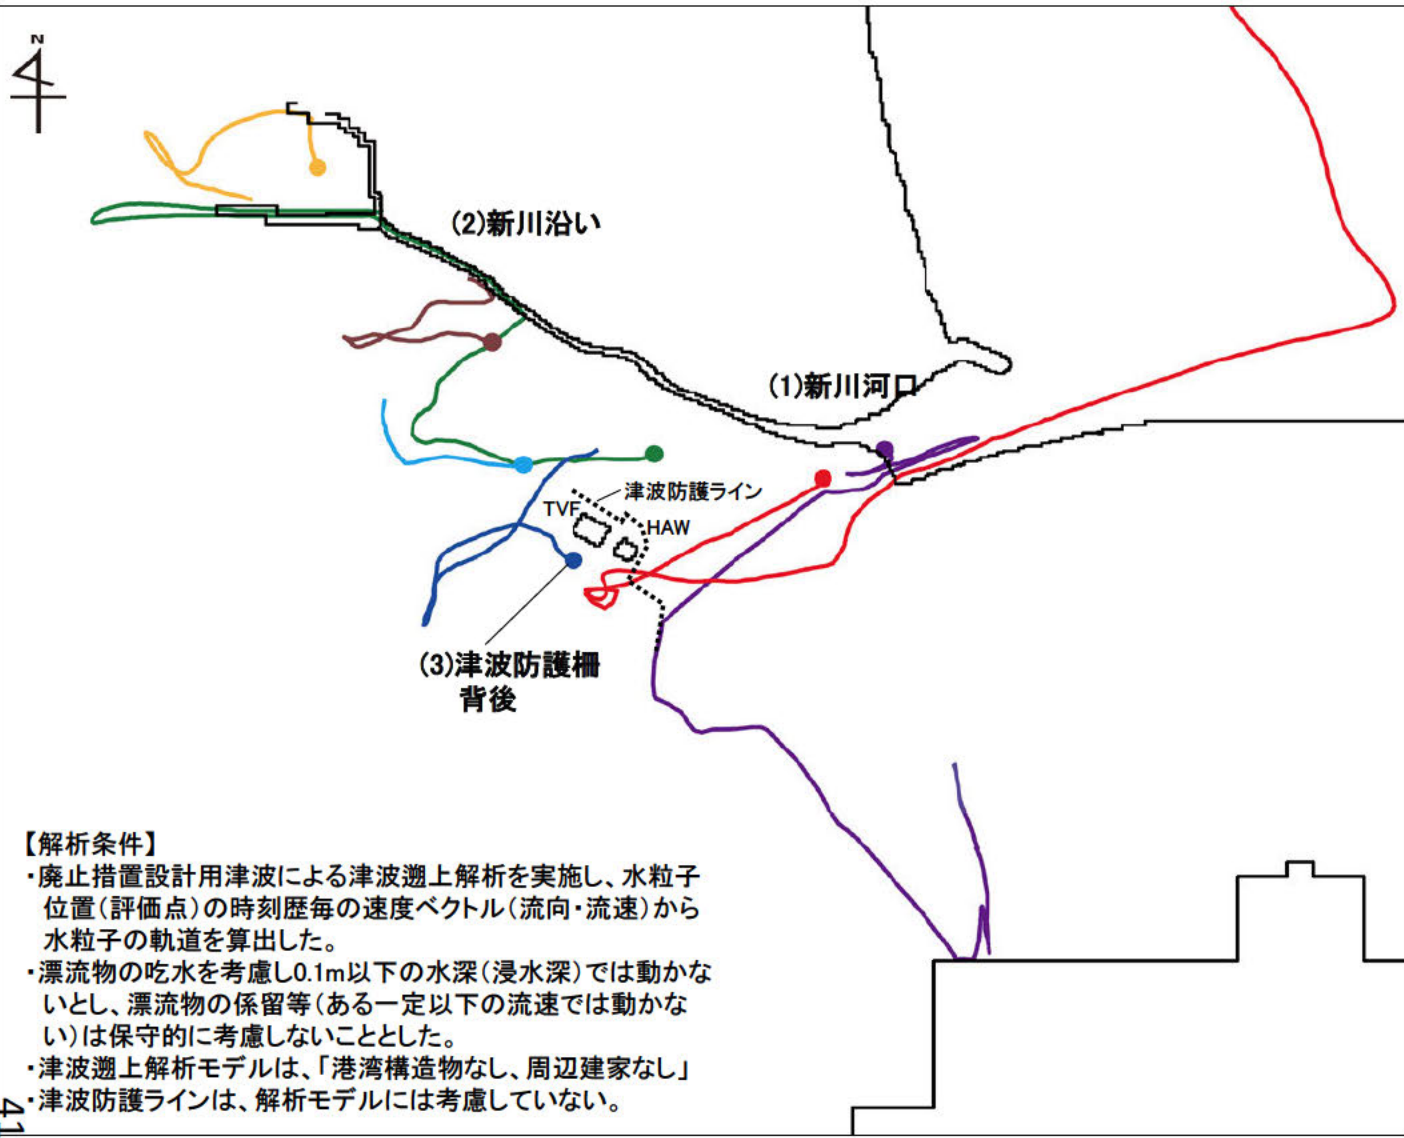 N
(2)新川沿い
(1)新川河口
津波防護ライン
TVF
HAW
(3)津波防護柵
背後
【解析条件】
・廃止措置設計用津波による津波遡上解析を実施し、水粒子
位置(評価点)の時刻歴毎の速度ベクトル(流向・流速)から
水粒子の軌道を算出した。
・漂流物の吃水を考慮し0.1m以下の水深(浸水深)では動かな
いとし、漂流物の係留等(ある一定以下の流速では動かな
い)は保守的に考慮しないこととした。
・津波遡上解析モデルは、「港湾構造物なし、周辺建家なし」
・津波防護ラインは、解析モデルには考慮していない。
41